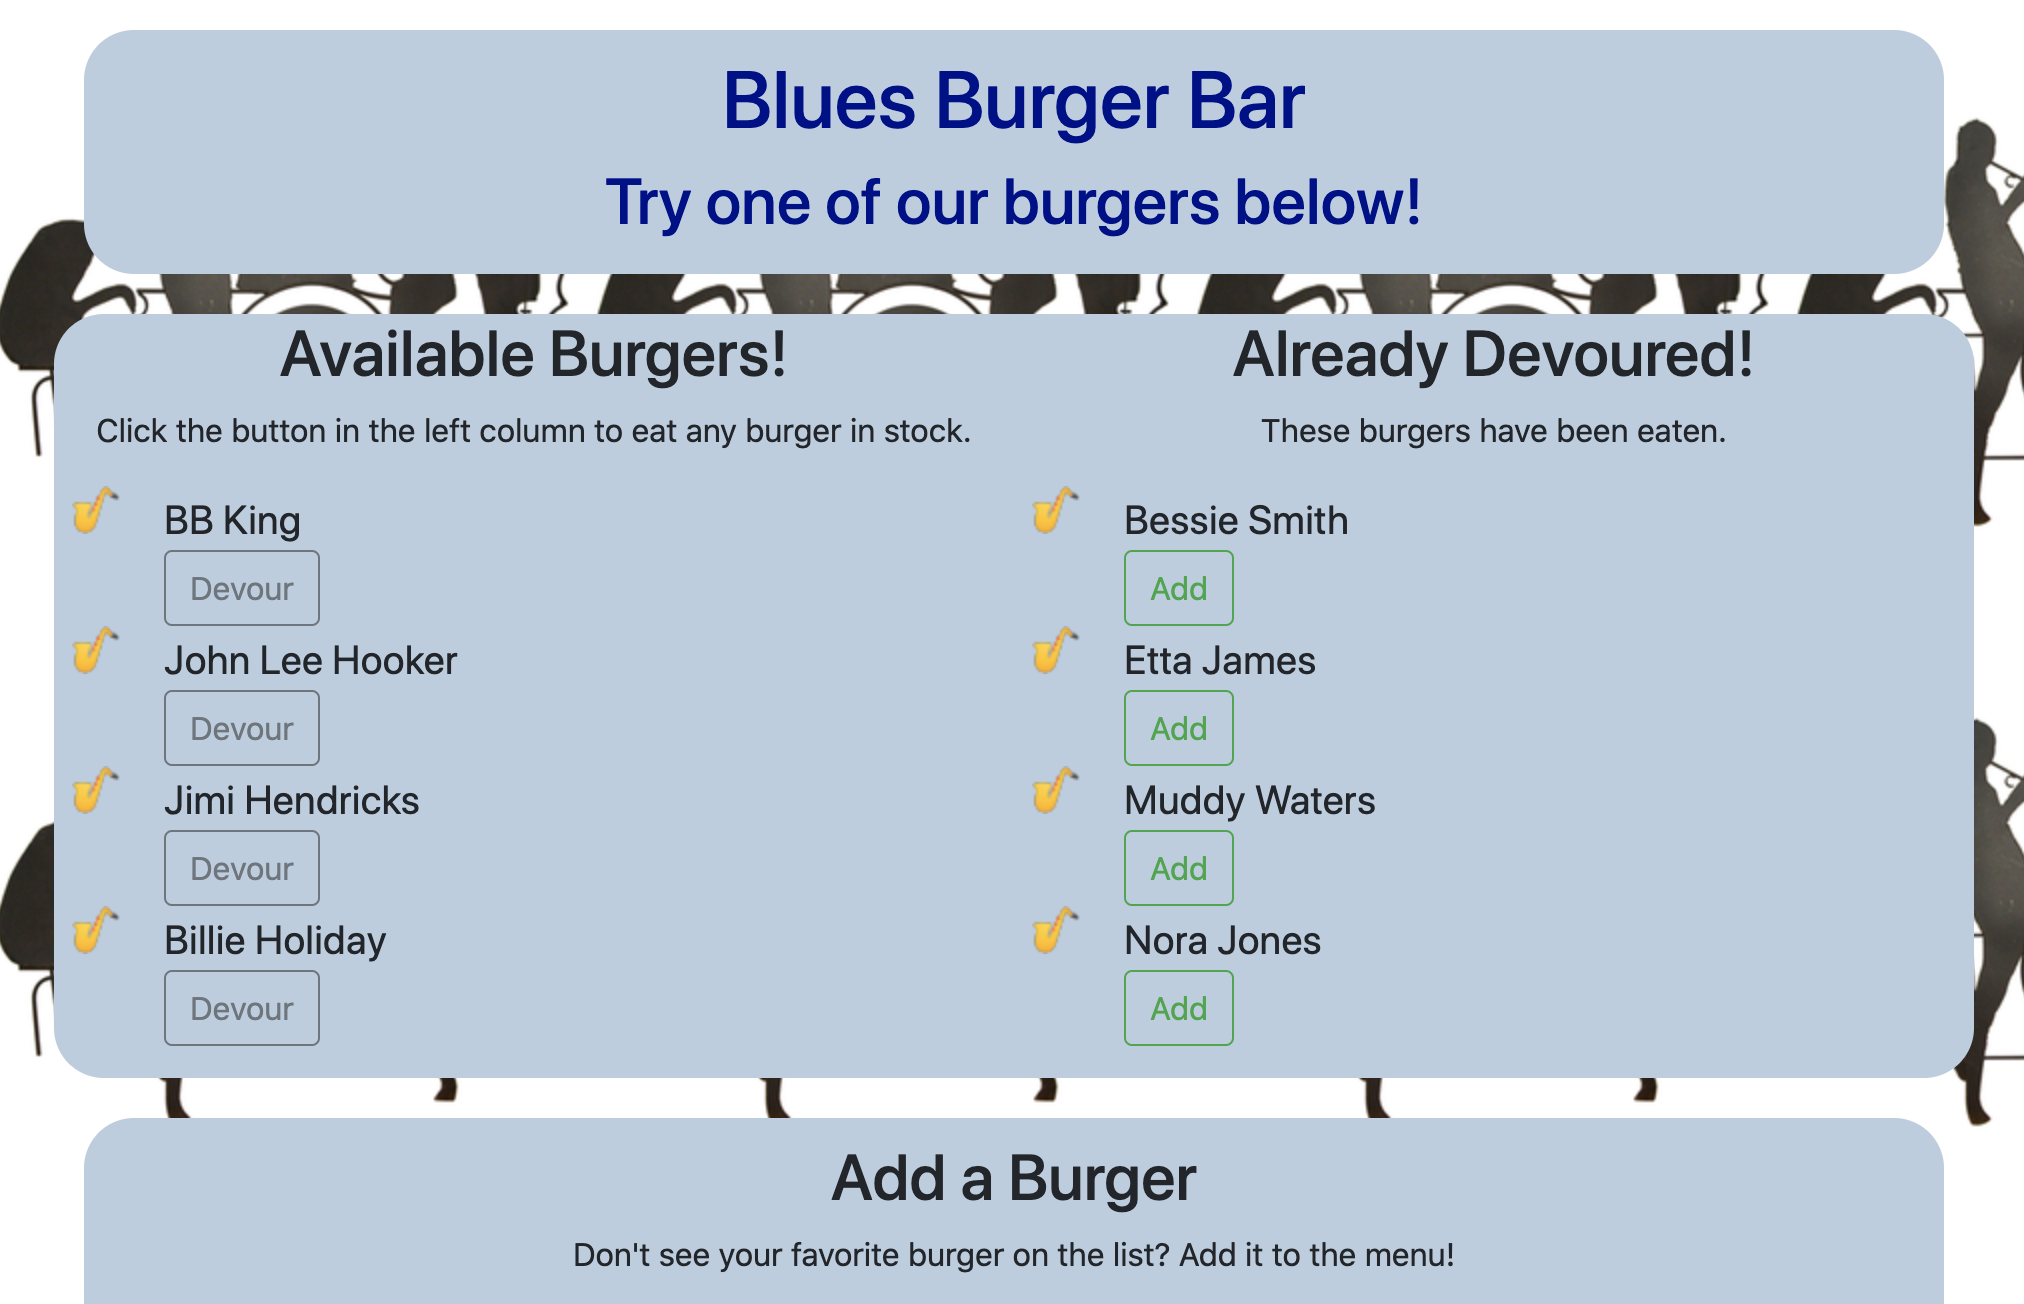 Blues Burger Bar
Try one of our burgers below!
Available Burgers!
Click the button in the left column to eat any burger in stock.
BB King
Devour
John Lee Hooker
Devour
Jimi Hendricks
Devour
Billie Holiday
Devour
Already Devoured!
These burgers have been eaten.
Bessie Smith
Add
Etta James
Add
Muddy Waters
Add
Nora Jones
Add
Add a Burger
Don't see your favorite burger on the list? Add it to the menu!